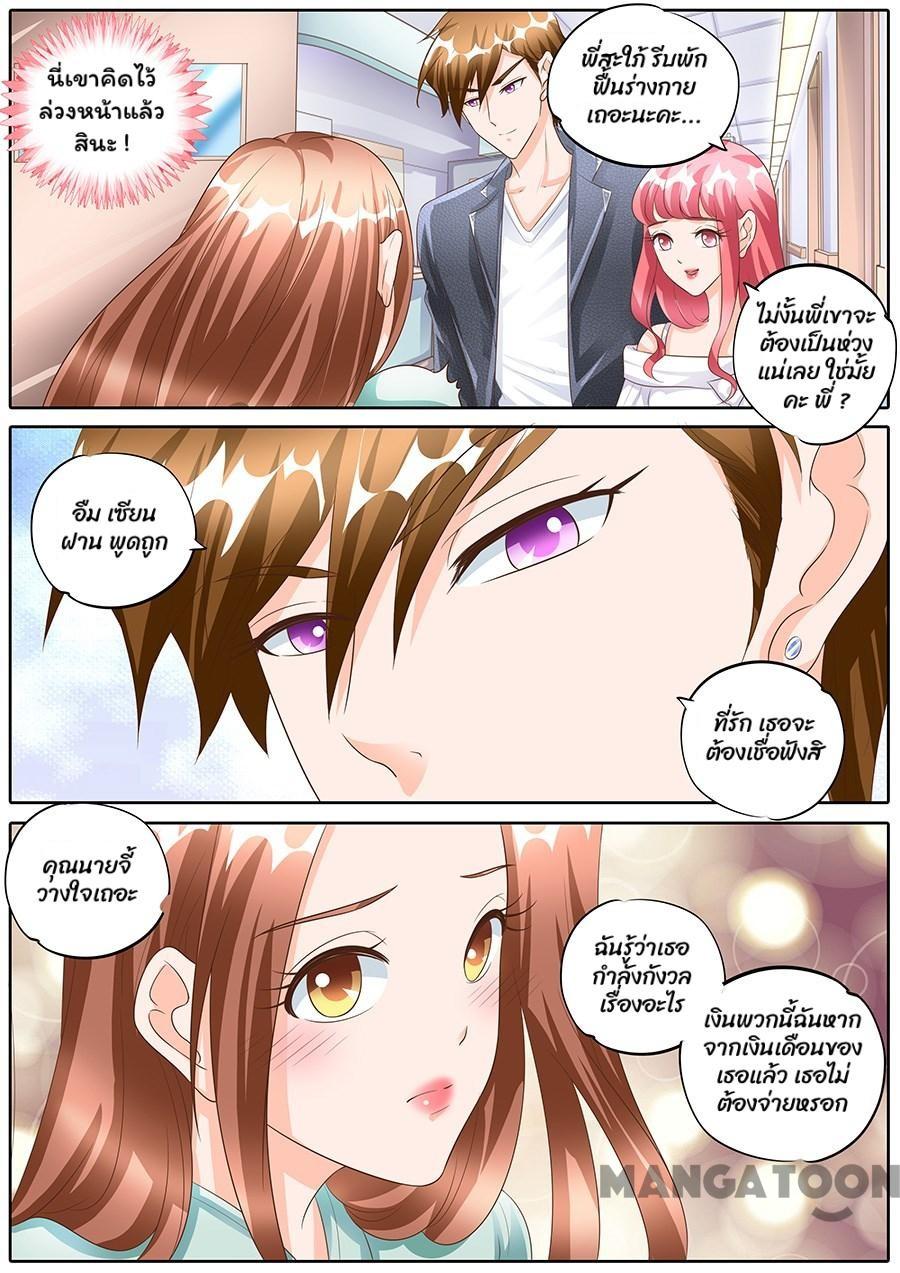 นี่เขาคิดไว้
ล่วงหน้าแล้ว
สินะ !
พี่สะใภ้ รีบพัก
ฟื้นร่างกาย
เถอะนะคะ...
ไม่งั้นพี่เขาจะ
ต้องเป็นห่วง
แน่เลย ใช่มั้ย
คะ พี่ ?
อืม เซียน
ฝาน พูดถูก
ที่รัก เธอจะ
ต้องเชื่อฟังสิ
คุณนายจี้
วางใจเถอะ
ฉันรู้ว่าเธอ
กำลังกังวล
เรื่องอะไร
เงินพวกนี้ฉันหัก
จากเงินเดือนของ
เธอแล้ว เธอไม่
ต้องจ่ายหรอก
MANGATOON